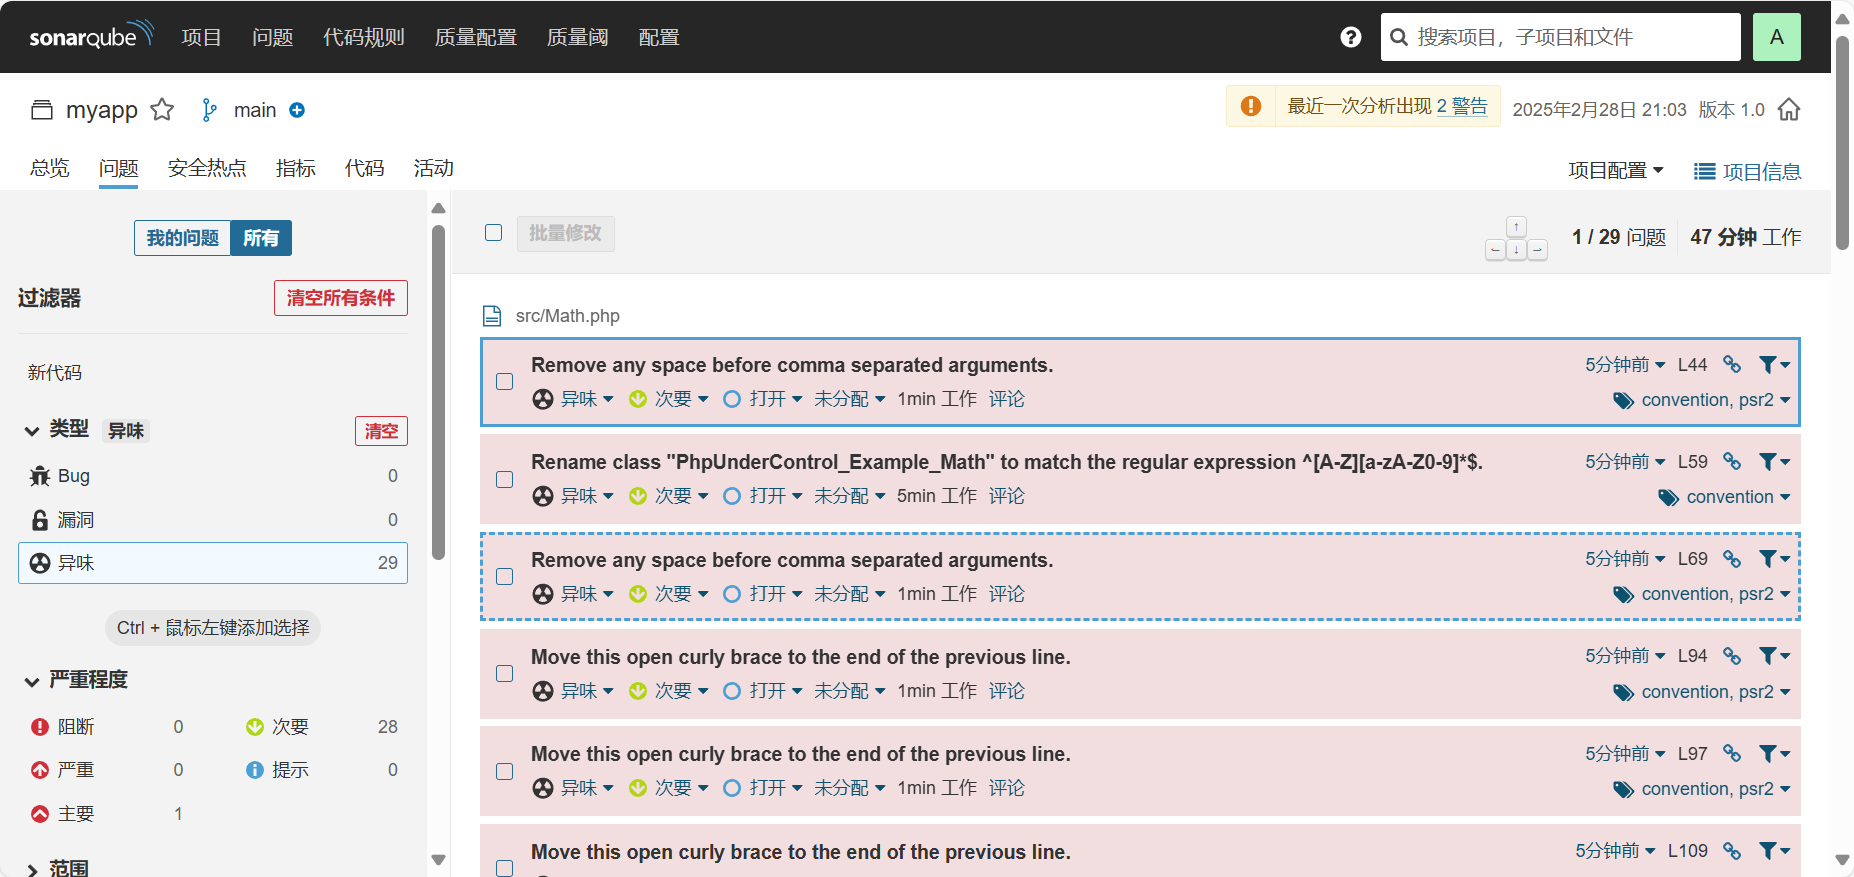 sonarqube 项目 问题 代码规则 质量配置 质量阈 配置 搜索项目，子项目和文件 A
myapp main 最近一次分析出现 2 警告 2025年2月28日 21:03 版本 1.0
总览 问题 安全热点 指标 代码 活动 项目配置 项目信息
我的问题 所有
过滤器 清空所有条件
新代码
类型 异味 清空
Bug 0
漏洞 0
异味 29
Ctrl + 鼠标左键添加选择
严重程度
阻断 0 次要 28
严重 0 提示 0
主要 1
范围
批量修改 1 / 29 问题 47 分钟 工作
src/Math.php
Remove any space before comma separated arguments. 5分钟前 L44
异味 次要 打开 未分配 1min 工作 评论 convention, psr2
Rename class "PhpUnderControl_Example_Math" to match the regular expression ^[A-Z][a-zA-Z0-9]*$. 5分钟前 L59
异味 次要 打开 未分配 5min 工作 评论 convention
Remove any space before comma separated arguments. 5分钟前 L69
异味 次要 打开 未分配 1min 工作 评论 convention, psr2
Move this open curly brace to the end of the previous line. 5分钟前 L94
异味 次要 打开 未分配 1min 工作 评论 convention, psr2
Move this open curly brace to the end of the previous line. 5分钟前 L97
异味 次要 打开 未分配 1min 工作 评论 convention, psr2
Move this open curly brace to the end of the previous line. 5分钟前 L109